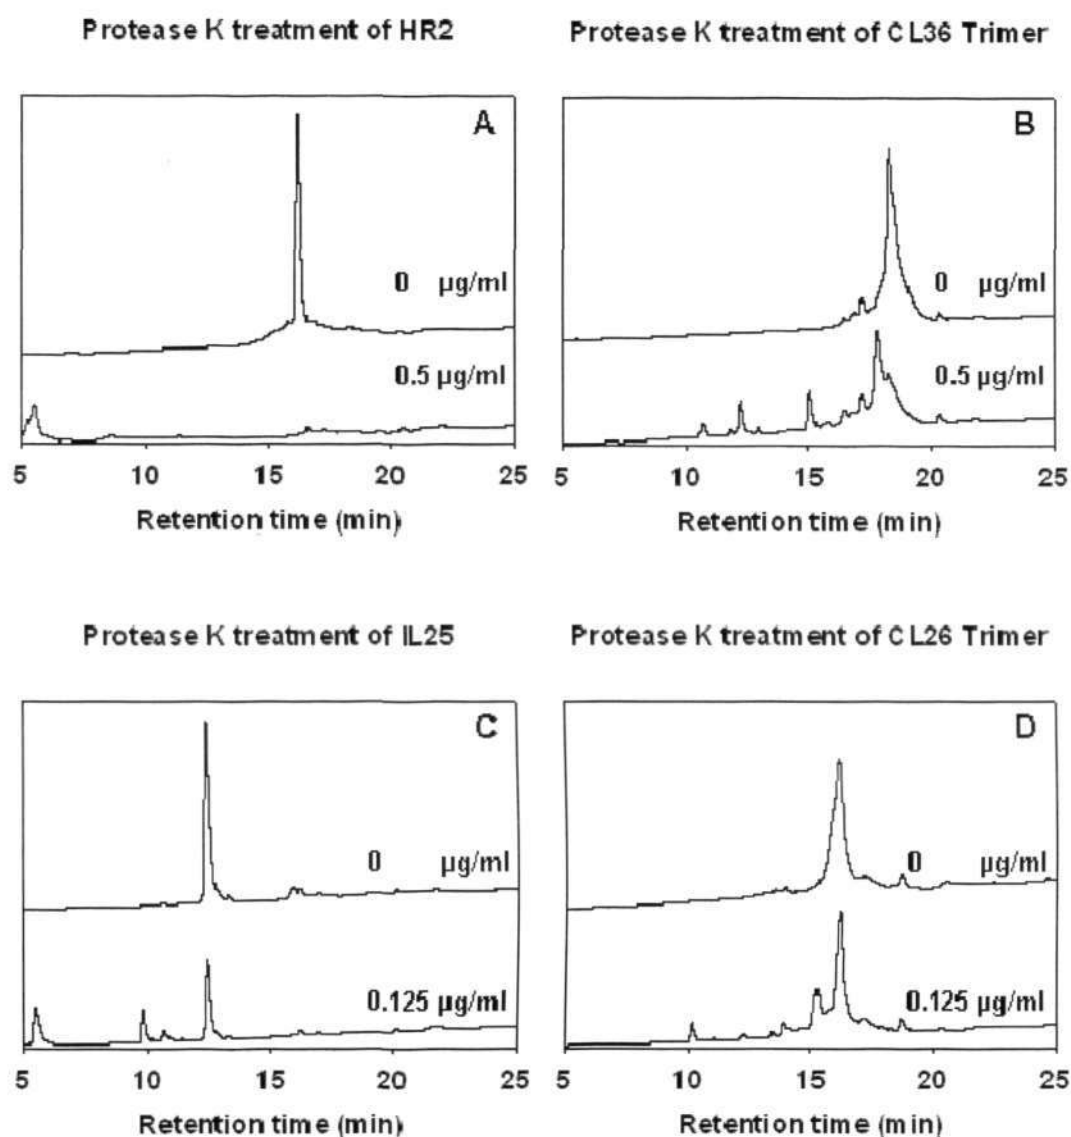 Protease K treatment of HR2
A
0 µg/ml
0.5 µg/ml
5 10 15 20 25
Retention time (min)
Protease K treatment of CL36 Trimer
B
0 µg/ml
0.5 µg/ml
5 10 15 20 25
Retention time (min)
Protease K treatment of IL25
C
0 µg/ml
0.125 µg/ml
5 10 15 20 25
Retention time (min)
Protease K treatment of CL26 Trimer
D
0 µg/ml
0.125 µg/ml
5 10 15 20 25
Retention time (min)